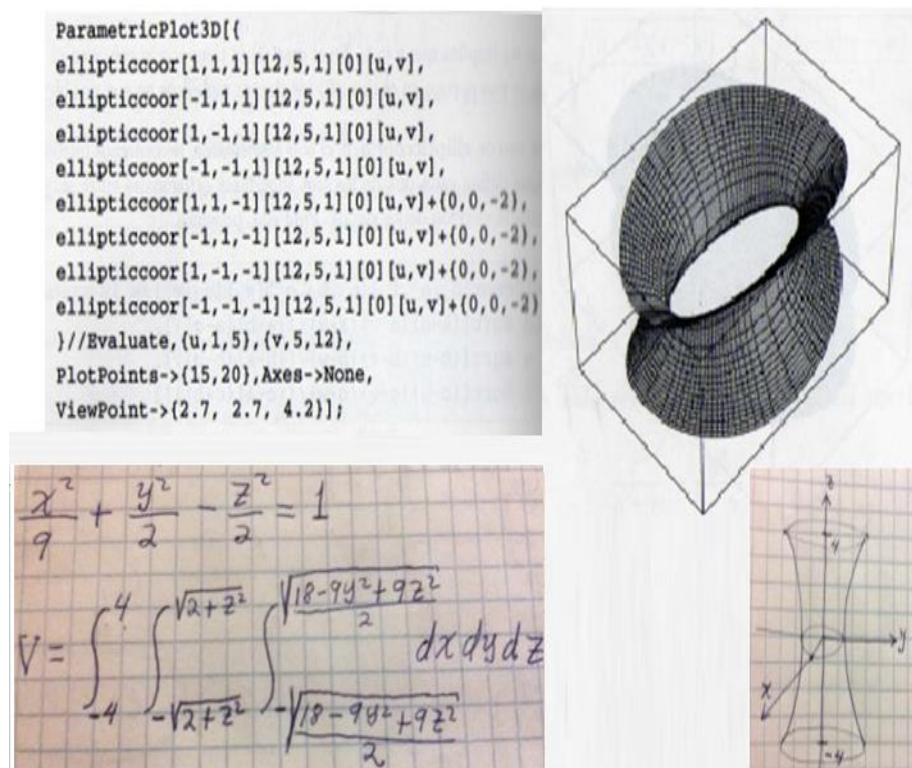 ParametricPlot3D[{
ellipticcoor[1,1,1][12,5,1][0][u,v],
ellipticcoor[-1,1,1][12,5,1][0][u,v],
ellipticcoor[1,-1,1][12,5,1][0][u,v],
ellipticcoor[-1,-1,1][12,5,1][0][u,v],
ellipticcoor[1,1,-1][12,5,1][0][u,v]+{0,0,-2},
ellipticcoor[-1,1,-1][12,5,1][0][u,v]+{0,0,-2},
ellipticcoor[1,-1,-1][12,5,1][0][u,v]+{0,0,-2},
ellipticcoor[-1,-1,-1][12,5,1][0][u,v]+{0,0,-2}
}//Evaluate,{u,1,5},{v,5,12},
PlotPoints->{15,20},Axes->None,
ViewPoint->{2.7, 2.7, 4.2}];
x²/9 + y²/2 - z²/2 = 1
V = ∫_{-4}^{4} ∫_{-√(2+z²)}^{√(2+z²)} ∫_{-√((18-9y²+9z²)/2)}^{√((18-9y²+9z²)/2)} dx dy dz
z
4
y
x
-4